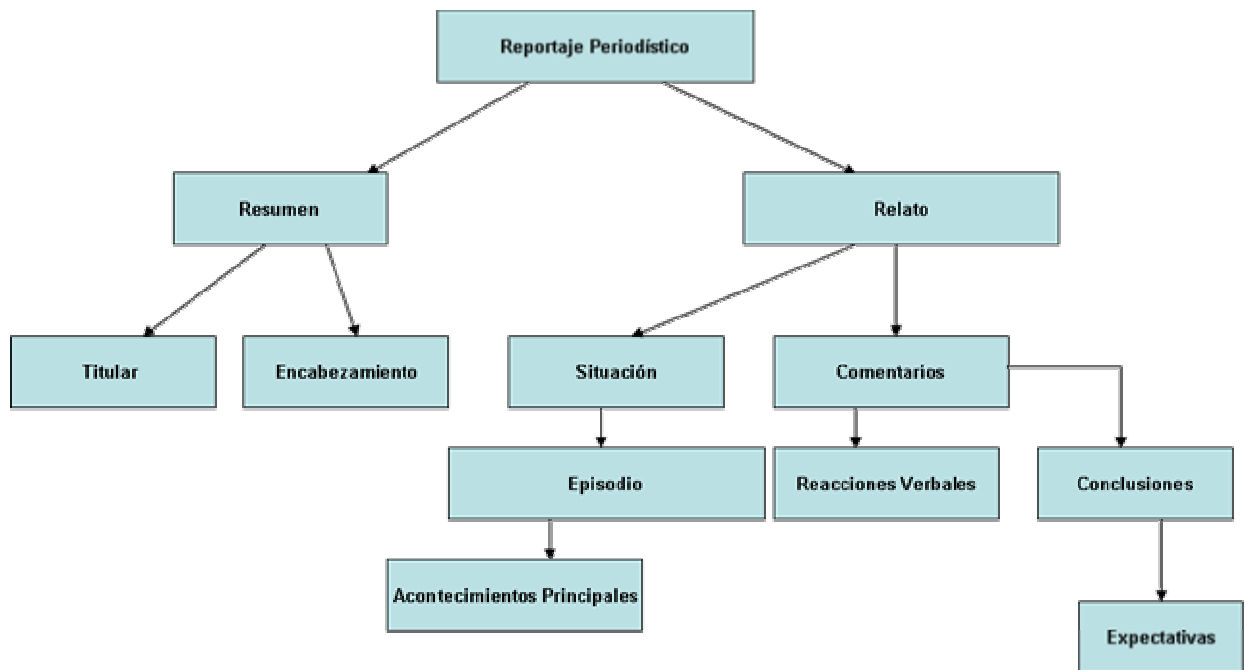 Reportaje Periodístico
Resumen
Relato
Titular
Encabezamiento
Situación
Comentarios
Episodio
Reacciones Verbales
Conclusiones
Acontecimientos Principales
Expectativas